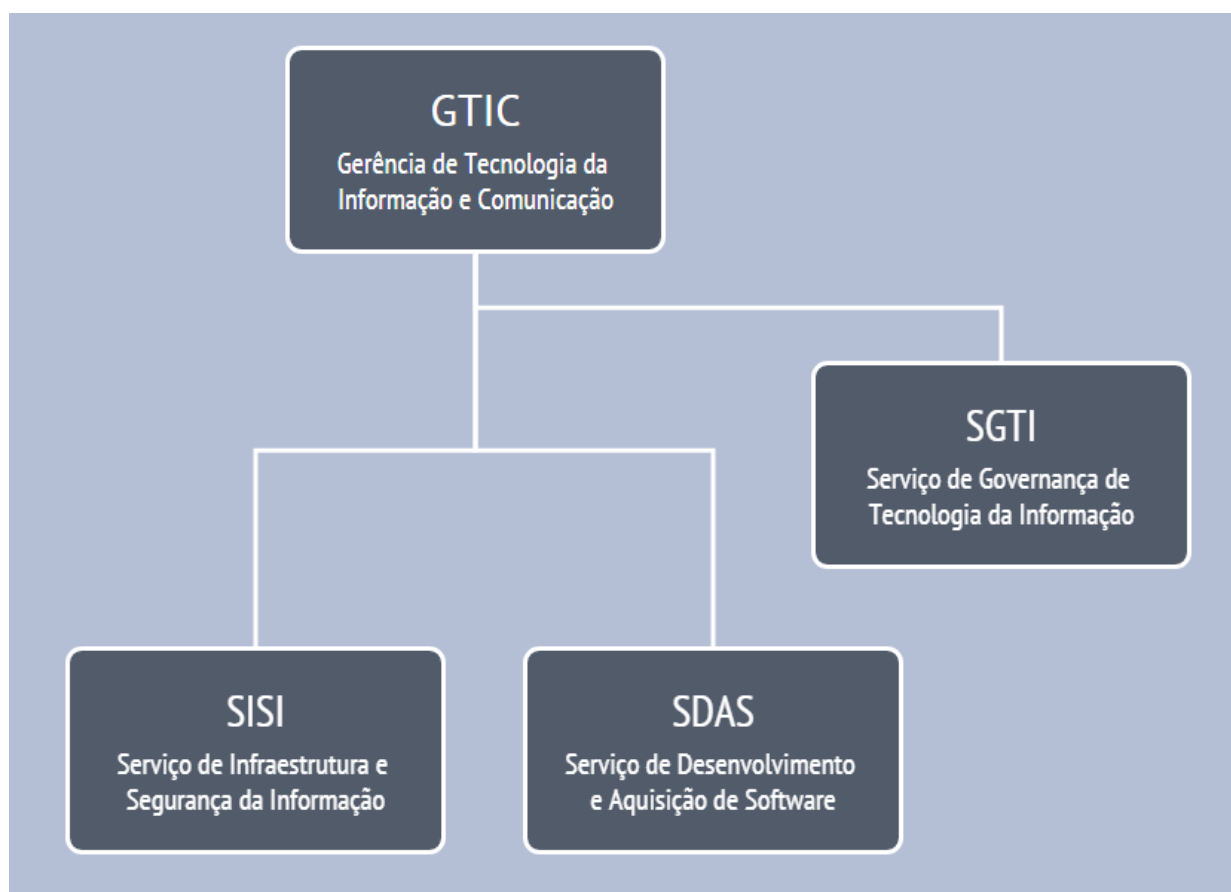 GTIC
Gerência de Tecnologia da
Informação e Comunicação
SGTI
Serviço de Governança de
Tecnologia da Informação
SISI
Serviço de Infraestrutura e
Segurança da Informação
SDAS
Serviço de Desenvolvimento
e Aquisição de Software